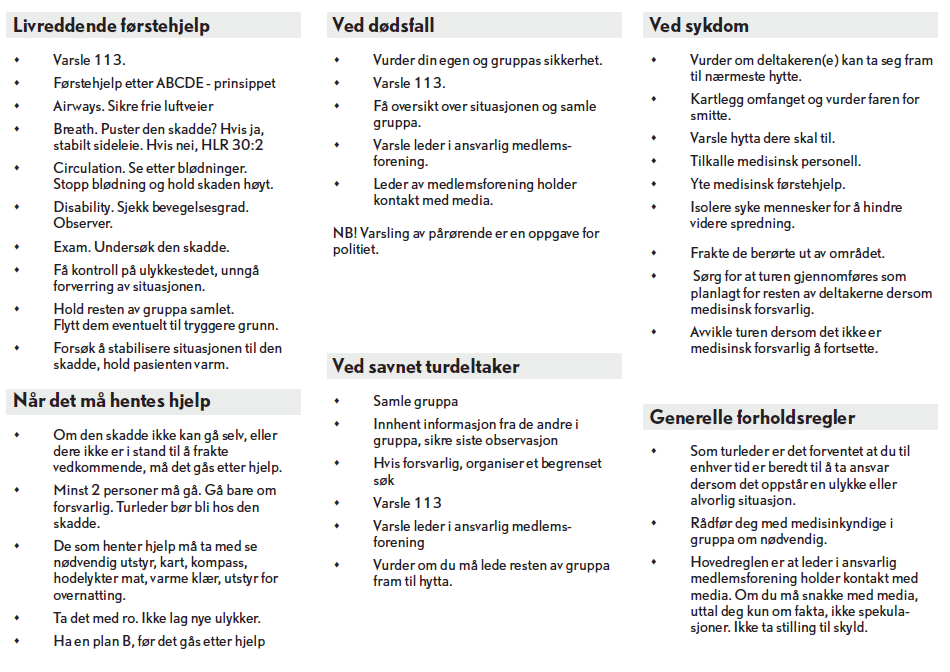 Livreddende førstehjelp
• Varsle 113.
• Førstehjelp etter ABCDE - prinsippet
• Airways. Sikre frie luftveier
• Breath. Puster den skadde? Hvis ja,
stabilt sideleie. Hvis nei, HLR 30:2
• Circulation. Se etter blødninger.
Stopp blødning og hold skaden høyt.
• Disability. Sjekk bevegelsesgrad.
Observer.
• Exam. Undersøk den skadde.
• Få kontroll på ulykkestedet, unngå
forverring av situasjonen.
• Hold resten av gruppa samlet.
Flytt dem eventuelt til tryggere grunn.
• Forsøk å stabilisere situasjonen til den
skadde, hold pasienten varm.
Når det må hentes hjelp
• Om den skadde ikke kan gå selv, eller
dere ikke er i stand til å frakte
vedkommende, må det gås etter hjelp.
• Minst 2 personer må gå. Gå bare om
forsvarlig. Turleder bør bli hos den
skadde.
• De som henter hjelp må ta med se
nødvendig utstyr, kart, kompass,
hodelykter mat, varme klær, utstyr for
overnatting.
• Ta det med ro. Ikke lag nye ulykker.
• Ha en plan B, før det gås etter hjelp
Ved dødsfall
• Vurder din egen og gruppas sikkerhet.
• Varsle 113.
• Få oversikt over situasjonen og samle
gruppa.
• Varsle leder i ansvarlig medlems-
forening.
• Leder av medlemsforening holder
kontakt med media.
NB! Varsling av pårørende er en oppgave for
politiet.
Ved savnet turdeltaker
• Samle gruppa
• Innhent informasjon fra de andre i
gruppa, sikre siste observasjon
• Hvis forsvarlig, organiser et begrenset
søk
• Varsle 113
• Varsle leder i ansvarlig medlems-
forening
• Vurder om du må lede resten av gruppa
fram til hytta.
Ved sykdom
• Vurder om deltakeren(e) kan ta seg fram
til nærmeste hytte.
• Kartlegg omfanget og vurder faren for
smitte.
• Varsle hytta dere skal til.
• Tilkalle medisinsk personell.
• Yte medisinsk førstehjelp.
• Isolere syke mennesker for å hindre
videre spredning.
• Frakte de berørte ut av området.
• Sørg for at turen gjennomføres som
planlagt for resten av deltakerne dersom
medisinsk forsvarlig.
• Avvikle turen dersom det ikke er
medisinsk forsvarlig å fortsette.
Generelle forholdsregler
• Som turleder er det forventet at du til
enhver tid er beredt til å ta ansvar
dersom det oppstår en ulykke eller
alvorlig situasjon.
• Rådfør deg med medisinkyndige i
gruppa om nødvendig.
• Hovedreglen er at leder i ansvarlig
medlemsforening holder kontakt med
media. Om du må snakke med media,
uttal deg kun om fakta, ikke spekula-
sjoner. Ikke ta stilling til skyld.